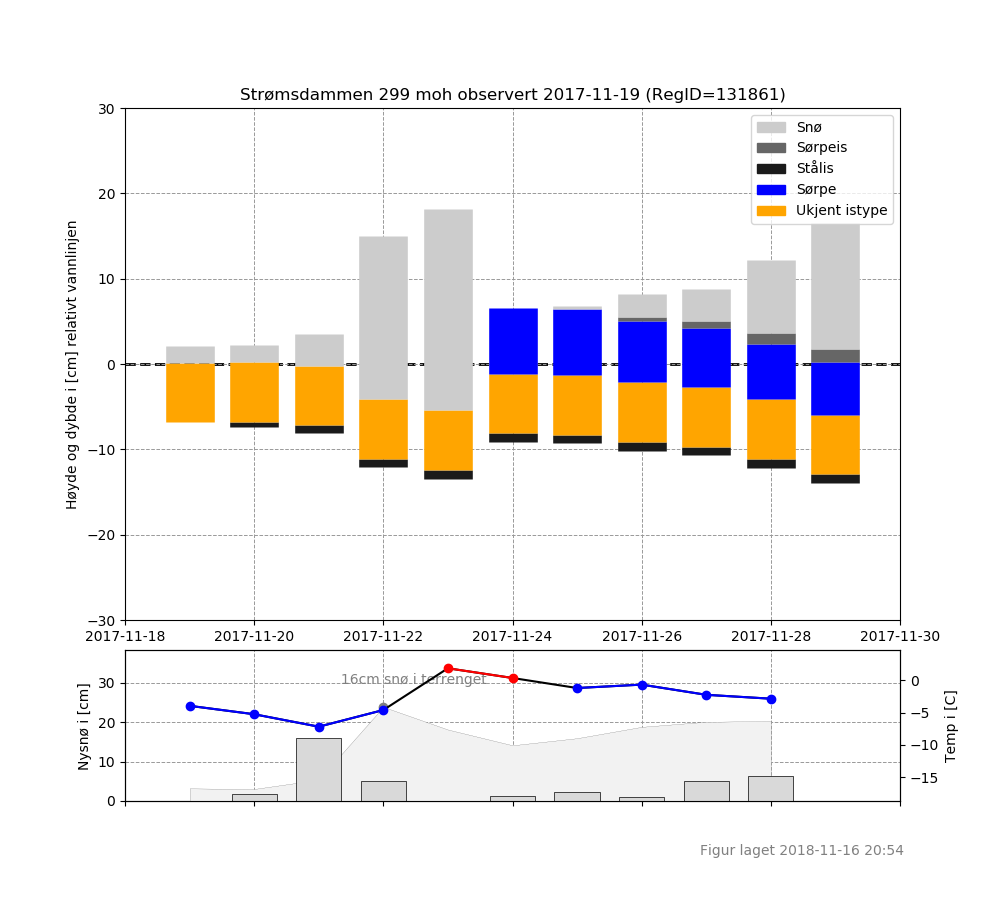 Strømsdammen 299 moh observert 2017-11-19 (RegID=131861)
Høyde og dybde i [cm] relativt vannlinjen
30
20
10
0
−10
−20
−30
Snø
Sørpeis
Stålis
Sørpe
Ukjent istype
2017-11-18 2017-11-20 2017-11-22 2017-11-24 2017-11-26 2017-11-28 2017-11-30
Nysnø i [cm]
30
20
10
0
16cm snø i terrenget
0
−5
−10
−15
Temp i [C]
Figur laget 2018-11-16 20:54